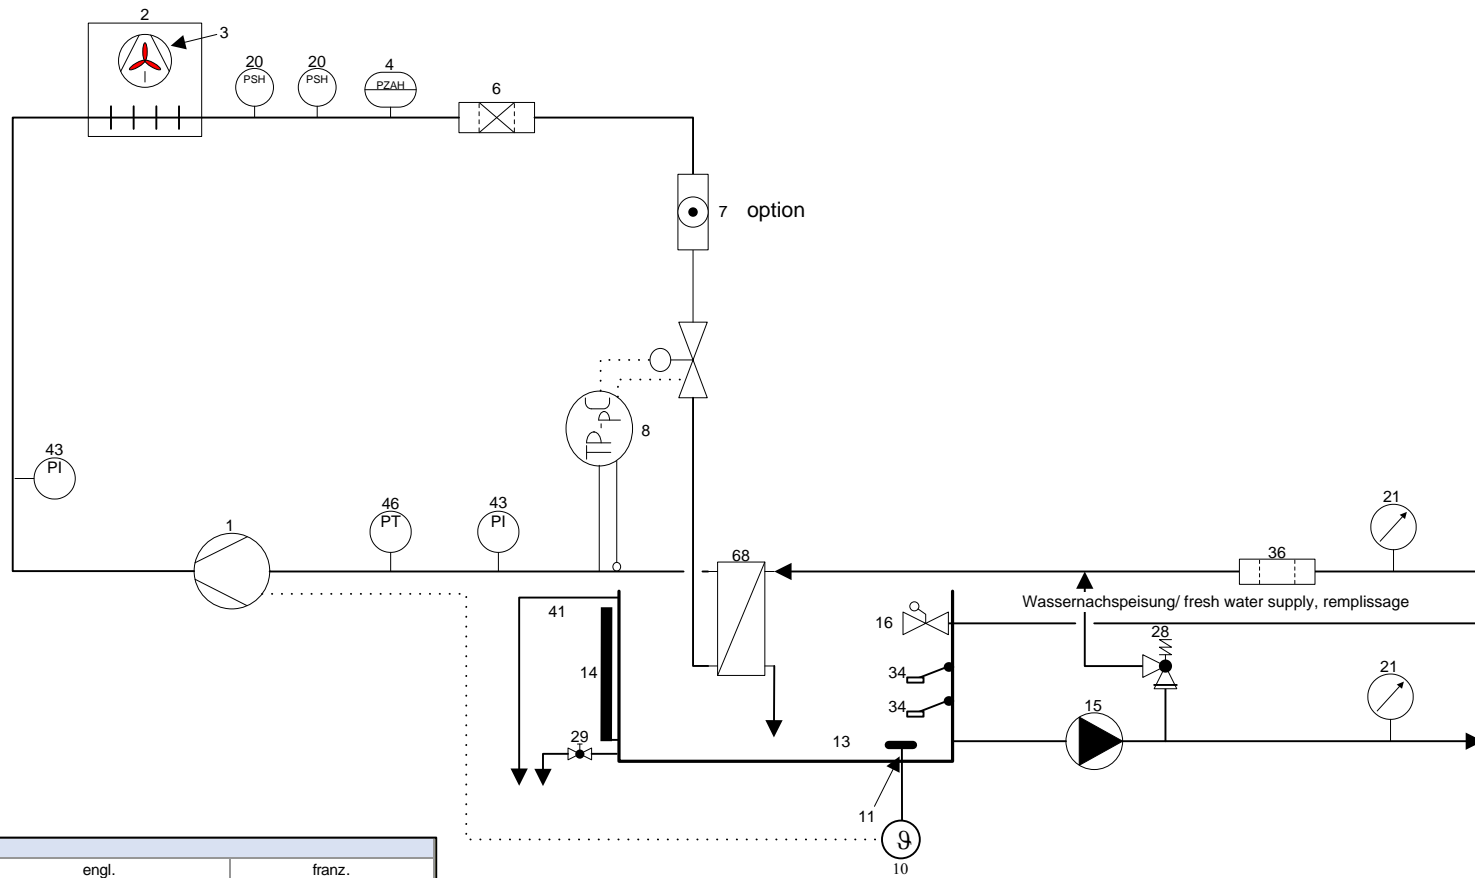 2
3
20
PSH
20
PSH
4
PZAH
6
7 option
TP-pC
8
43
PI
1
46
PT
43
PI
68
36
21
41
14
29
16
Wassernachspeisung/ fresh water supply, remplissage
28
34
34
21
13
15
11
ϑ
10
engl.
franz.